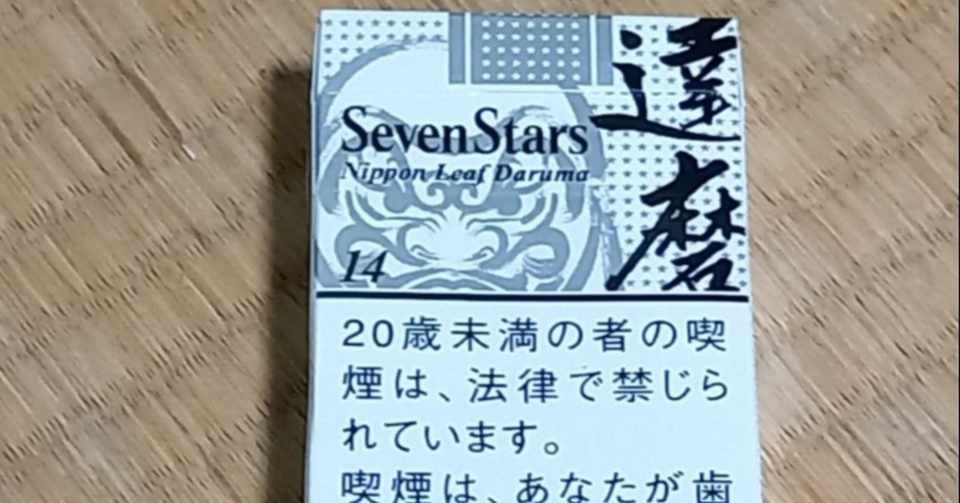 達磨
SevenStars
Nippon Leaf Daruma
14
20歳未満の者の喫
煙は、法律で禁じら
れています。
喫煙は、あなたが歯